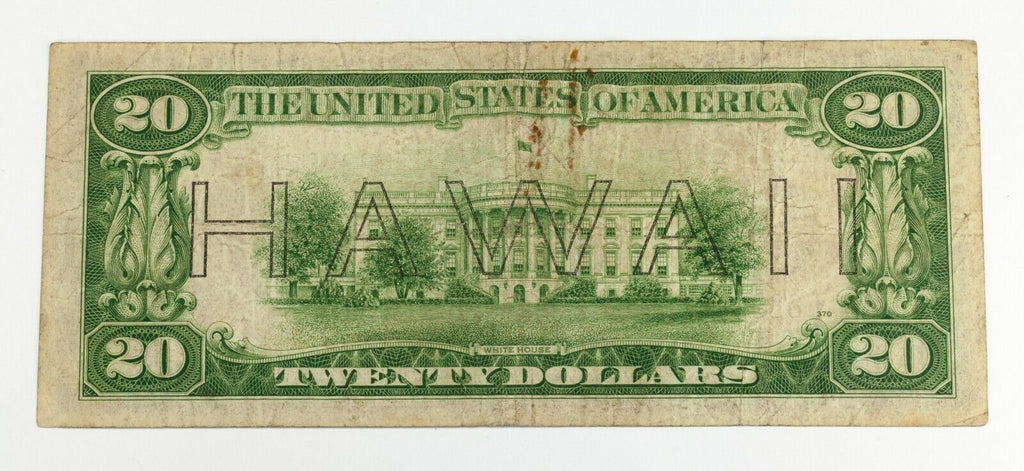 20 THE UNITED STATES OF AMERICA 20
HAWAII
370
WHITE HOUSE
20 TWENTY DOLLARS 20